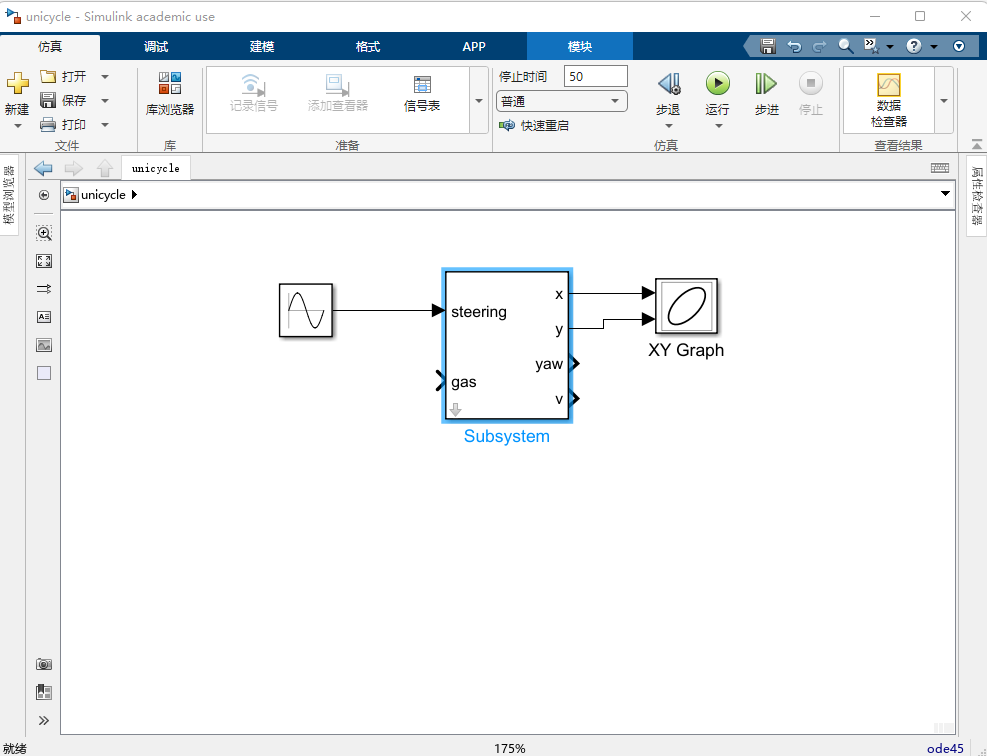 unicycle - Simulink academic use
仿真 调试 建模 格式 APP 模块
新建
打开
保存
打印
文件
库浏览器
库
记录信号
添加查看器
信号表
准备
停止时间 50
普通
快速重启
步退
运行
步进
停止
仿真
数据
检查器
查看结果
模型浏览器
unicycle
unicycle
属性检查器
steering
gas
x
y
yaw
v
Subsystem
XY Graph
就绪
175%
ode45